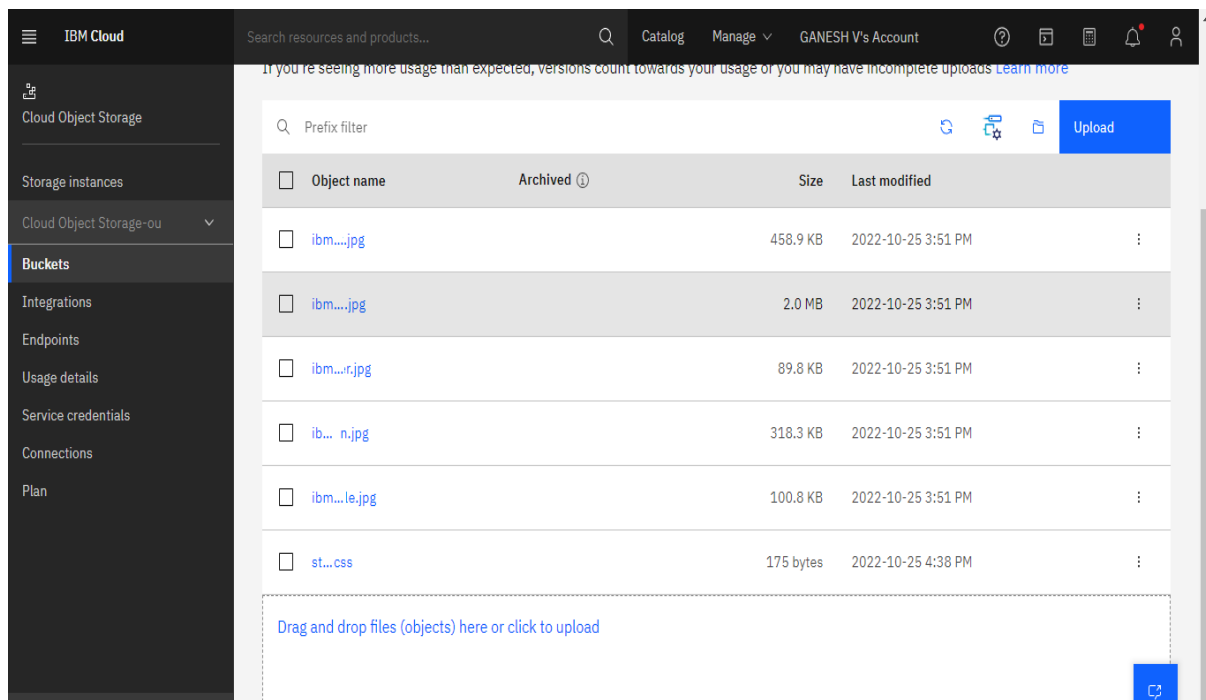 IBM Cloud
Search resources and products...
Catalog
Manage
GANESH V's Account
If you're seeing more usage than expected, versions count towards your usage or you may have incomplete uploads Learn more
Cloud Object Storage
Storage instances
Cloud Object Storage-ou
Buckets
Integrations
Endpoints
Usage details
Service credentials
Connections
Plan
Prefix filter
Upload
Object name Archived Size Last modified
ibm....jpg 458.9 KB 2022-10-25 3:51 PM
ibm....jpg 2.0 MB 2022-10-25 3:51 PM
ibm...r.jpg 89.8 KB 2022-10-25 3:51 PM
ib... n.jpg 318.3 KB 2022-10-25 3:51 PM
ibm...le.jpg 100.8 KB 2022-10-25 3:51 PM
st...css 175 bytes 2022-10-25 4:38 PM
Drag and drop files (objects) here or click to upload